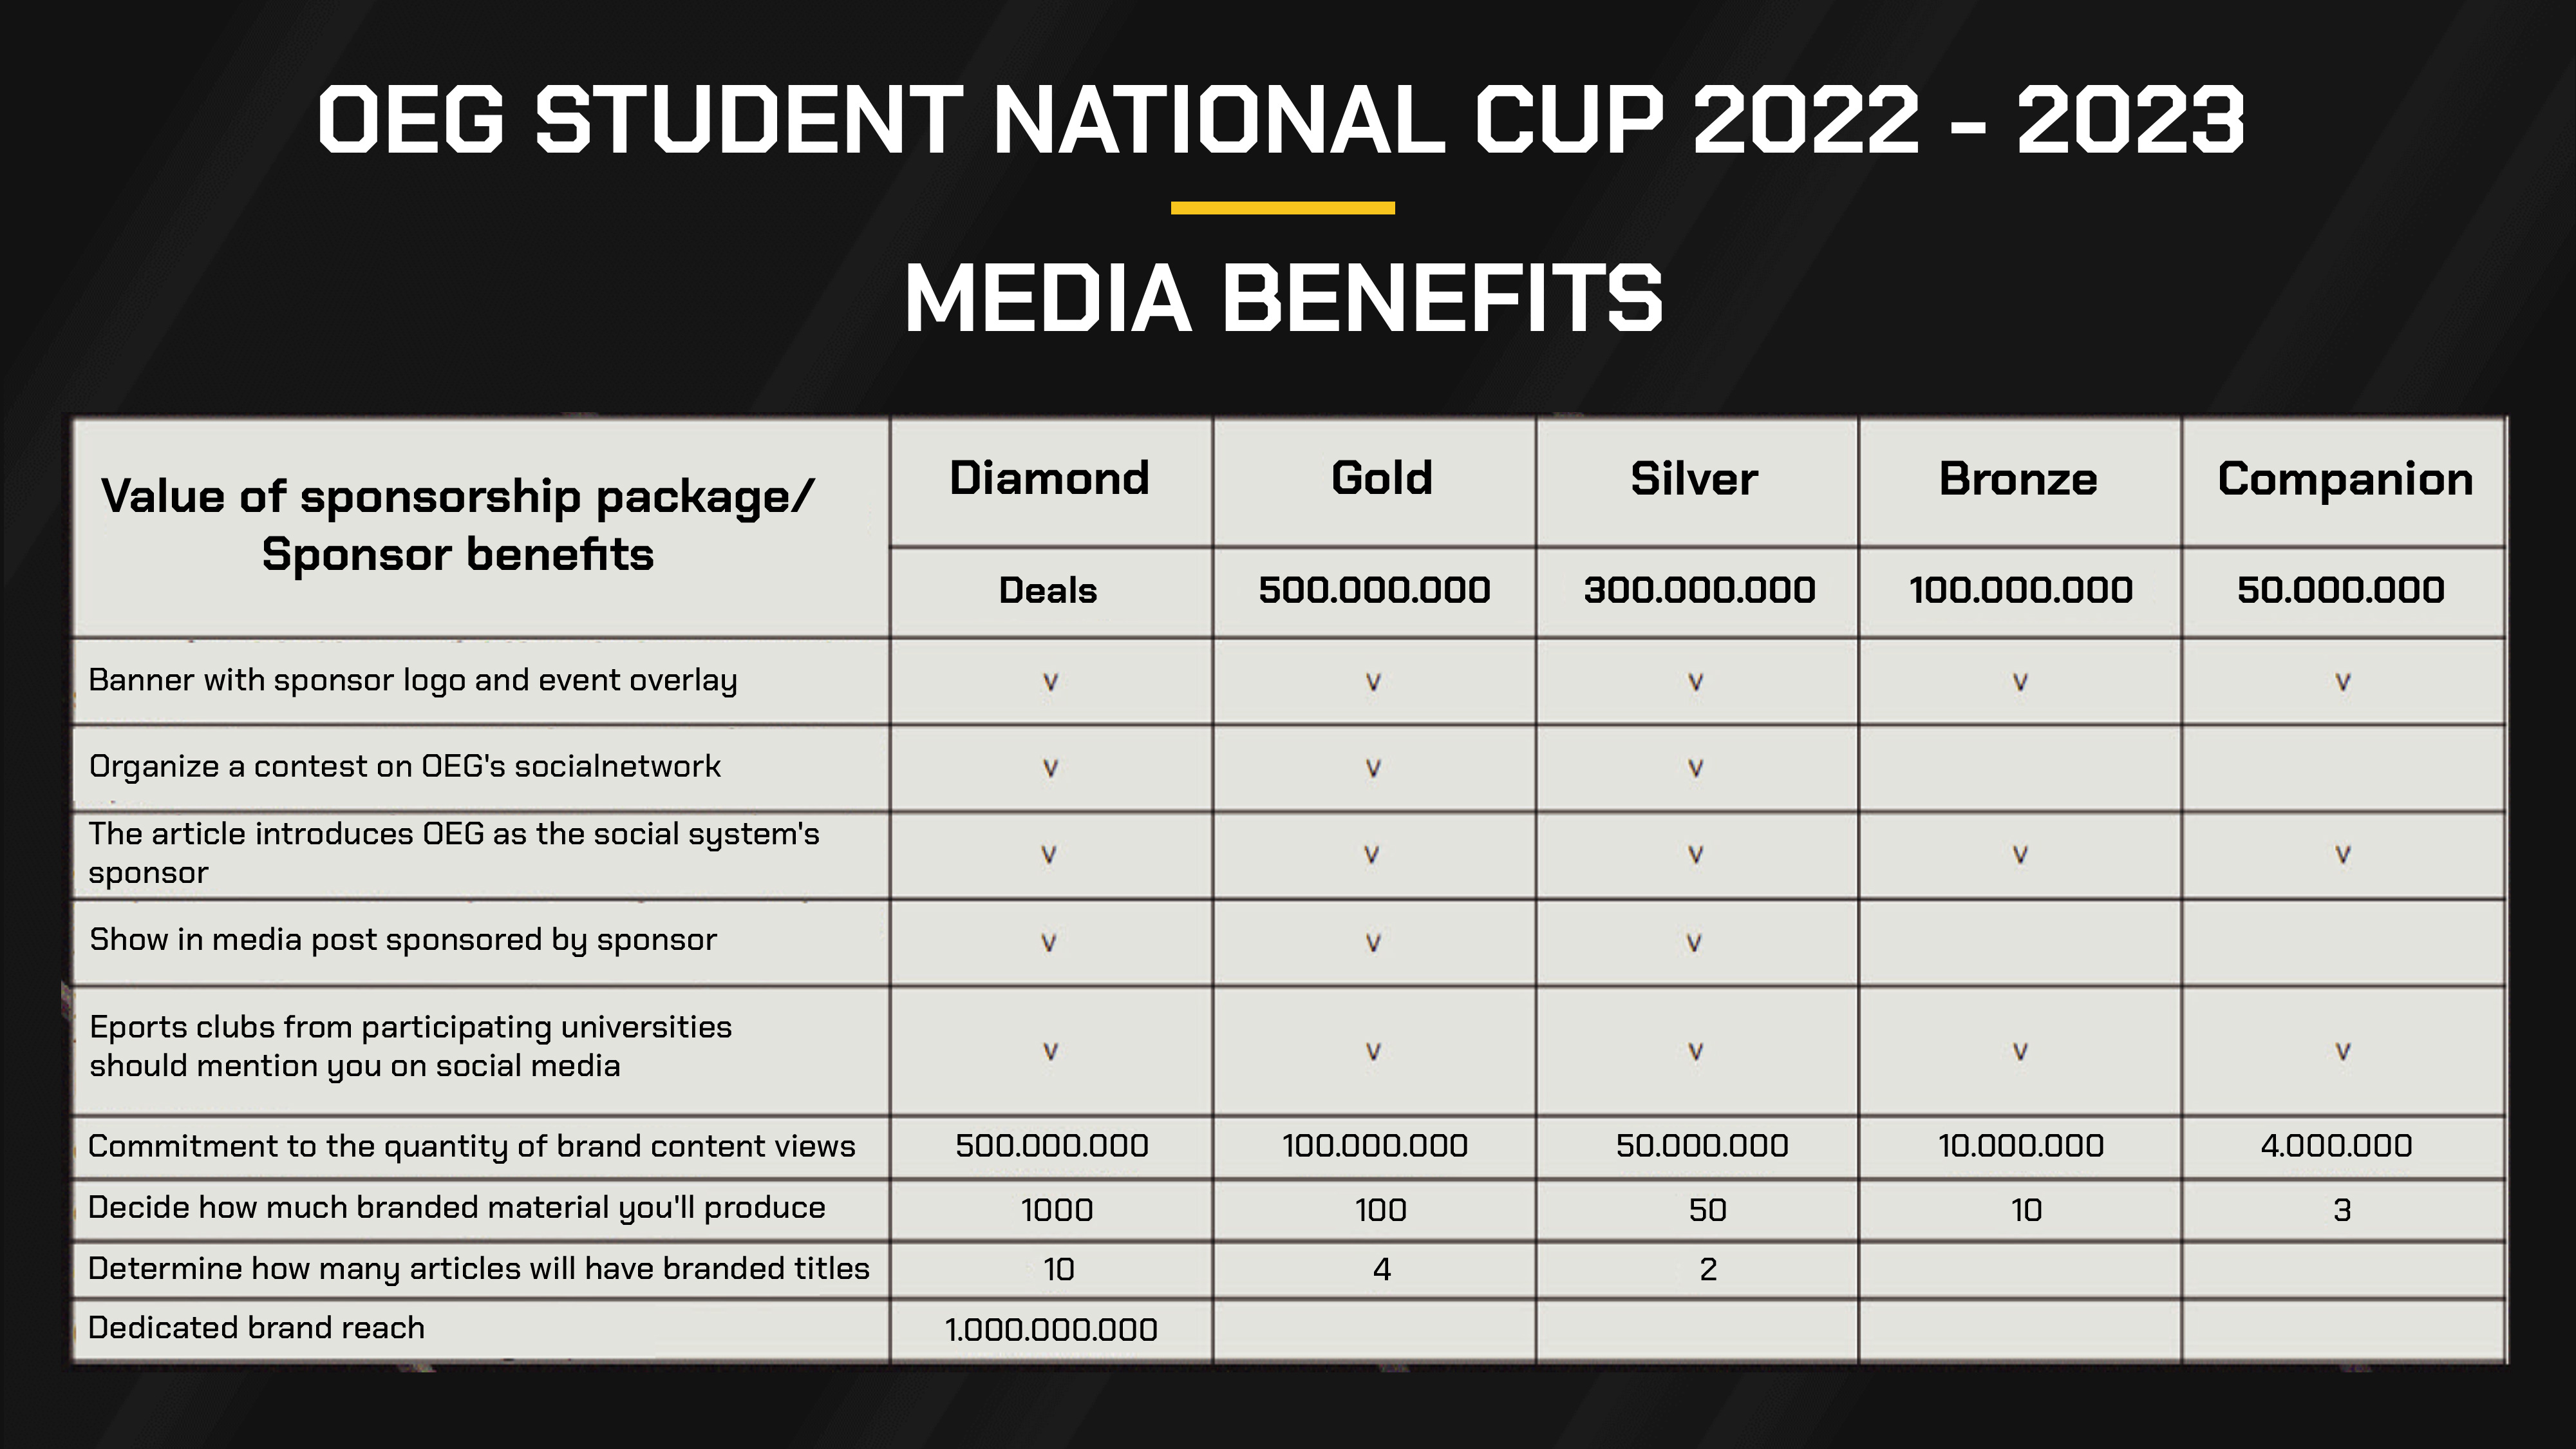 OEG STUDENT NATIONAL CUP 2022 - 2023
MEDIA BENEFITS
Value of sponsorship package/
Sponsor benefits
Diamond Gold Silver Bronze Companion
Deals 500.000.000 300.000.000 100.000.000 50.000.000
Banner with sponsor logo and event overlay v v v v v
Organize a contest on OEG's socialnetwork v v v
The article introduces OEG as the social system's
sponsor v v v v v
Show in media post sponsored by sponsor v v v
Eports clubs from participating universities
should mention you on social media v v v v v
Commitment to the quantity of brand content views 500.000.000 100.000.000 50.000.000 10.000.000 4.000.000
Decide how much branded material you'll produce 1000 100 50 10 3
Determine how many articles will have branded titles 10 4 2
Dedicated brand reach 1.000.000.000